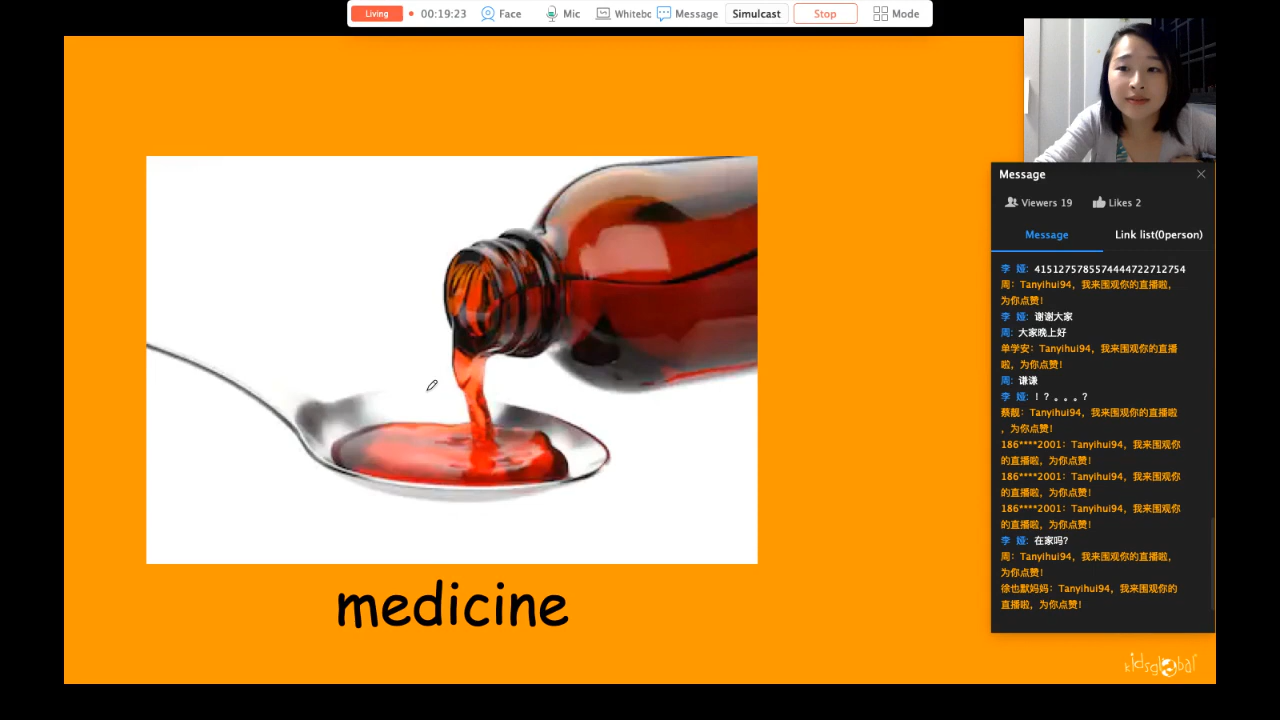 Living
00:19:23
Face
Mic
Whitebc
Message
Simulcast
Stop
Mode
Message
Viewers 19
Likes 2
Message
Link list(0person)
李 娅: 4151275785574444722712754
周: Tanyihui94, 我来围观你的直播啦,
为你点赞!
李 娅: 谢谢大家
周: 大家晚上好
单学安: Tanyihui94, 我来围观你的直播
啦, 为你点赞!
周: 谦谦
李 娅: ! ? 。。。?
蔡靓: Tanyihui94, 我来围观你的直播啦
, 为你点赞!
186****2001: Tanyihui94, 我来围观你
的直播啦, 为你点赞!
186****2001: Tanyihui94, 我来围观你
的直播啦, 为你点赞!
186****2001: Tanyihui94, 我来围观你
的直播啦, 为你点赞!
李 娅: 在家吗?
周: Tanyihui94, 我来围观你的直播啦,
为你点赞!
徐也默妈妈: Tanyihui94, 我来围观你的
直播啦, 为你点赞!
medicine
kidsglobal